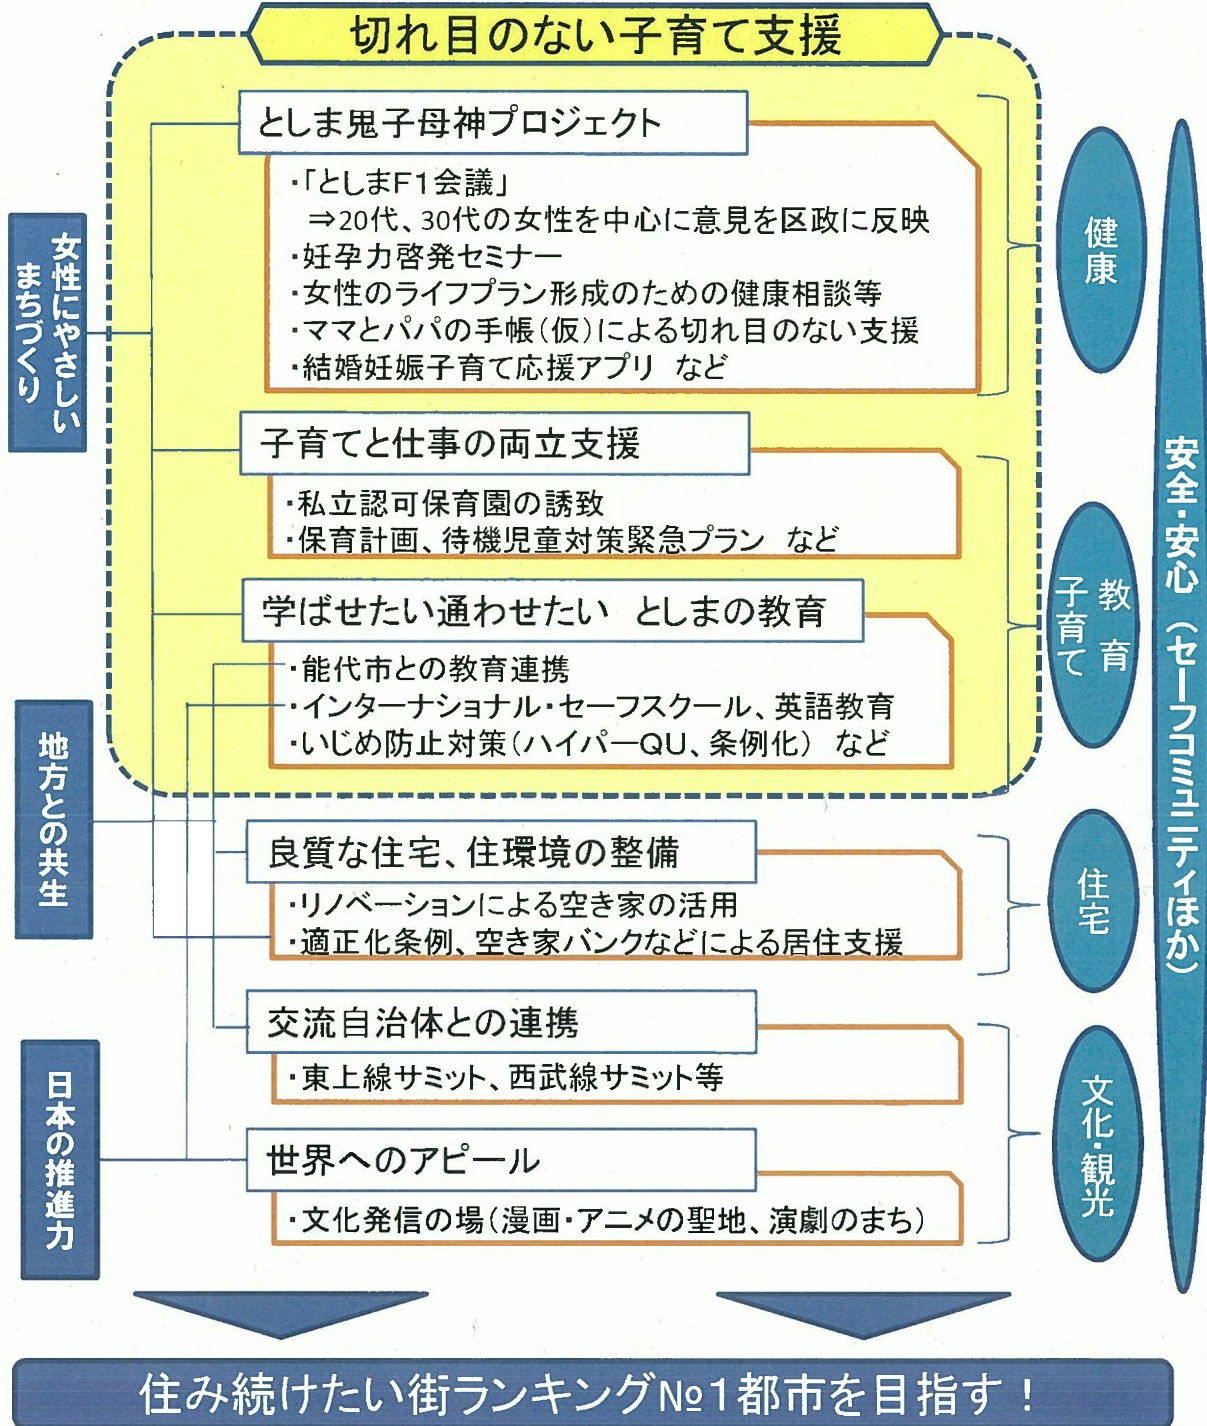 切れ目のない子育て支援
としま鬼子母神プロジェクト
・「としまF1会議」
⇒20代、30代の女性を中心に意見を区政に反映
・妊孕力啓発セミナー
・女性のライフプラン形成のための健康相談等
・ママとパパの手帳(仮)による切れ目のない支援
・結婚妊娠子育て応援アプリ など
子育てと仕事の両立支援
・私立認可保育園の誘致
・保育計画、待機児童対策緊急プラン など
学ばせたい通わせたい としまの教育
・能代市との教育連携
・インターナショナル・セーフスクール、英語教育
・いじめ防止対策(ハイパーQU、条例化) など
良質な住宅、住環境の整備
・リノベーションによる空き家の活用
・適正化条例、空き家バンクなどによる居住支援
交流自治体との連携
・東上線サミット、西武線サミット等
世界へのアピール
・文化発信の場(漫画・アニメの聖地、演劇のまち)
女性にやさしい
まちづくり
地方との共生
日本の推進力
健康
教育
子育て
住宅
文化・観光
安全・安心 (セーフコミュニティほか)
住み続けたい街ランキング№1都市を目指す!